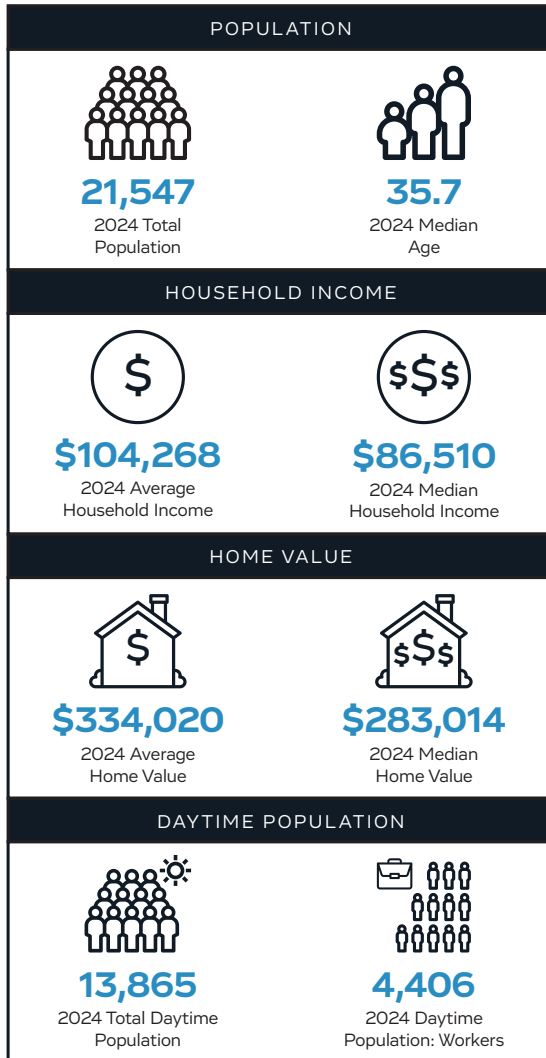 POPULATION
21,547
2024 Total
Population
35.7
2024 Median
Age
HOUSEHOLD INCOME
$
$104,268
2024 Average
Household Income
$$$
$86,510
2024 Median
Household Income
HOME VALUE
$
$334,020
2024 Average
Home Value
$$$
$283,014
2024 Median
Home Value
DAYTIME POPULATION
13,865
2024 Total Daytime
Population
4,406
2024 Daytime
Population: Workers